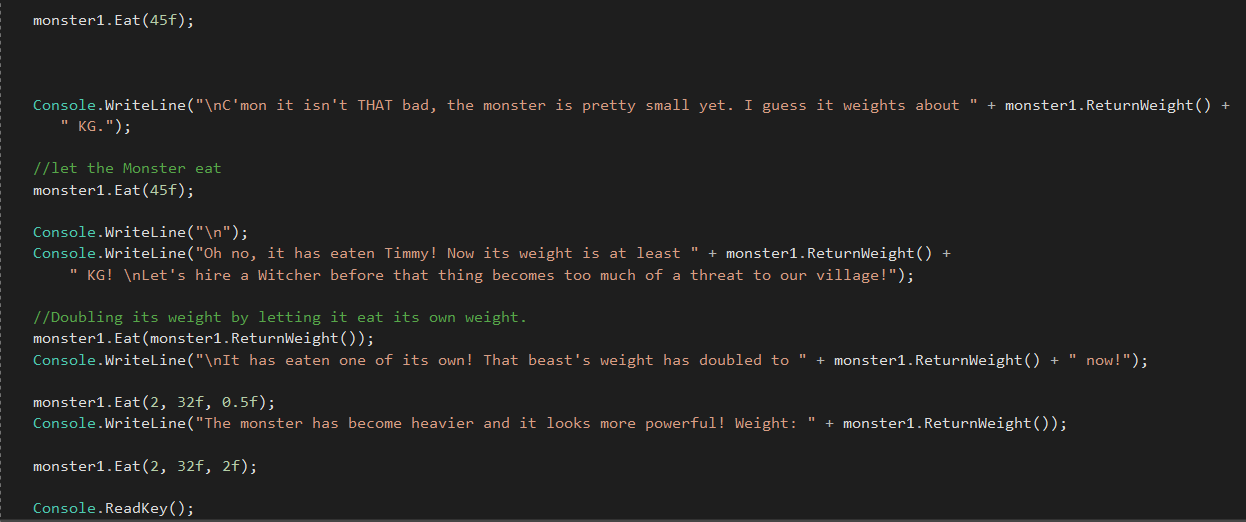 monster1.Eat(45f);
Console.WriteLine("\nC'mon it isn't THAT bad, the monster is pretty small yet. I guess it weights about " + monster1.ReturnWeight() +
" KG.");
//let the Monster eat
monster1.Eat(45f);
Console.WriteLine("\n");
Console.WriteLine("Oh no, it has eaten Timmy! Now its weight is at least " + monster1.ReturnWeight() +
" KG! \nLet's hire a Witcher before that thing becomes too much of a threat to our village!");
//Doubling its weight by letting it eat its own weight.
monster1.Eat(monster1.ReturnWeight());
Console.WriteLine("\nIt has eaten one of its own! That beast's weight has doubled to " + monster1.ReturnWeight() + " now!");
monster1.Eat(2, 32f, 0.5f);
Console.WriteLine("The monster has become heavier and it looks more powerful! Weight: " + monster1.ReturnWeight());
monster1.Eat(2, 32f, 2f);
Console.ReadKey();